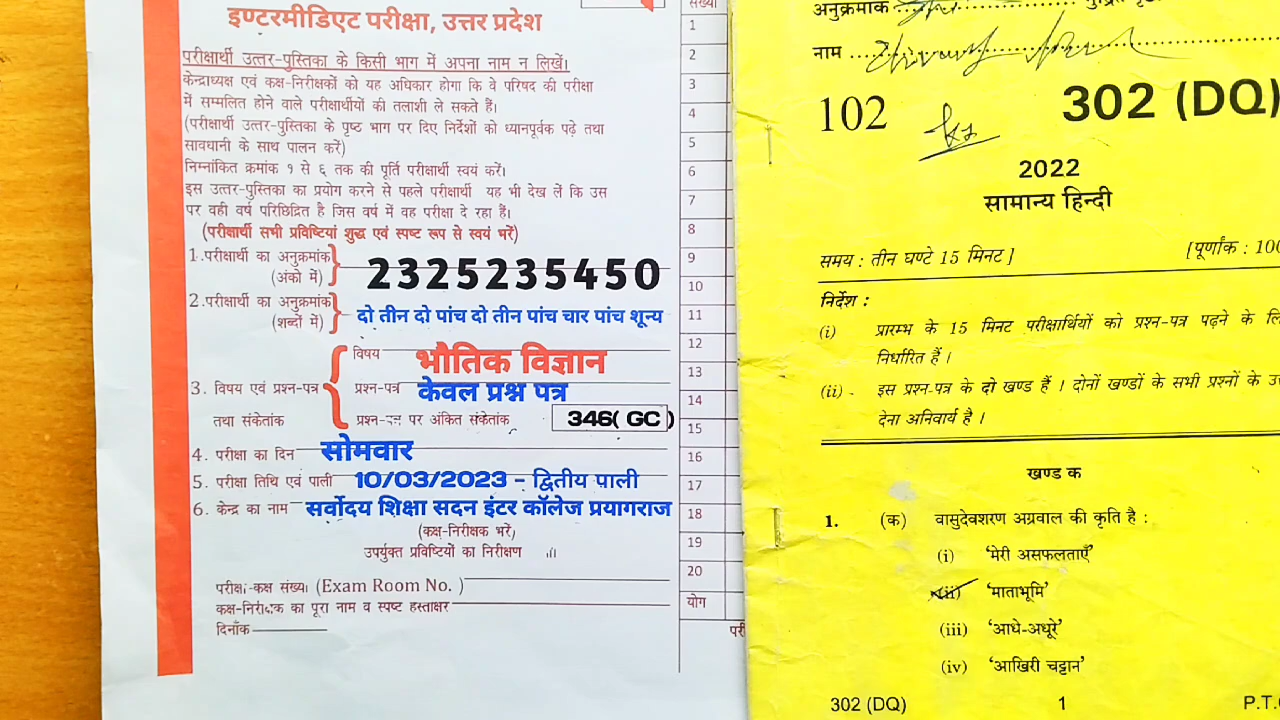 संख्या
इण्टरमीडिएट परीक्षा, उत्तर प्रदेश
परीक्षार्थी उत्तर-पुस्तिका के किसी भाग में अपना नाम न लिखें।
केन्द्राध्यक्ष एवं कक्ष-निरीक्षकों को यह अधिकार होगा कि वे परिषद की परीक्षा
में सम्मलित होने वाले परीक्षार्थीयों की तलाशी ले सकते हैं।
(परीक्षार्थी उत्तर-पुस्तिका के पृष्ठ भाग पर दिए निर्देशों को ध्यानपूर्वक पढ़े तथा
सावधानी के साथ पालन करें)
निम्नांकित क्रमांक १ से ६ तक की पूर्ति परीक्षार्थी स्वयं करें।
इस उत्तर-पुस्तिका का प्रयोग करने से पहले परीक्षार्थी यह भी देख लें कि उस
पर वही वर्ष परिछिद्रित है जिस वर्ष में वह परीक्षा दे रहा हैं।
(परीक्षार्थी सभी प्रविष्टियां शुद्ध एवं स्पष्ट रूप से स्वयं भरें)
1.परीक्षार्थी का अनुक्रमांक
(अंको में)
2325235450
2.परीक्षार्थी का अनुक्रमांक
(शब्दों में)
दो तीन दो पांच दो तीन पांच चार पांच शून्य
विषय भौतिक विज्ञान
3. विषय एवं प्रश्न-पत्र
प्रश्न-पत्र केवल प्रश्न पत्र
तथा संकेतांक
प्रश्न-पत्र पर अंकित संकेतांक 346( GC )
4. परीक्षा का दिन सोमवार
5. परीक्षा तिथि एवं पाली 10/03/2023 - द्वितीय पाली
6. केन्द्र का नाम सर्वोदय शिक्षा सदन इंटर कॉलेज प्रयागराज
(कक्ष-निरीक्षक भरें)
उपर्युक्त प्रविष्टियों का निरीक्षण
परीक्षा-कक्ष संख्या (Exam Room No. )
कक्ष-निरीक्षक का पूरा नाम व स्पष्ट हस्ताक्षर
दिनाँक
1
2
3
4
5
6
7
8
9
10
11
12
13
14
15
16
17
18
19
20
योग
परी
अनुक्रमांक
नाम
102
302 (DQ)
2022
सामान्य हिन्दी
समय : तीन घण्टे 15 मिनट ]
[पूर्णांक : 100
निर्देश :
(i) प्रारम्भ के 15 मिनट परीक्षार्थियों को प्रश्न-पत्र पढ़ने के लि
निर्धारित हैं ।
(ii) इस प्रश्न-पत्र के दो खण्ड हैं । दोनों खण्डों के सभी प्रश्नों के उ
देना अनिवार्य है ।
खण्ड क
1. (क) वासुदेवशरण अग्रवाल की कृति है :
(i) ‘मेरी असफलताएँ’
(ii) ‘माताभूमि’
(iii) ‘आधे-अधूरे’
(iv) ‘आखिरी चट्टान’
302 (DQ)
1
P.T.